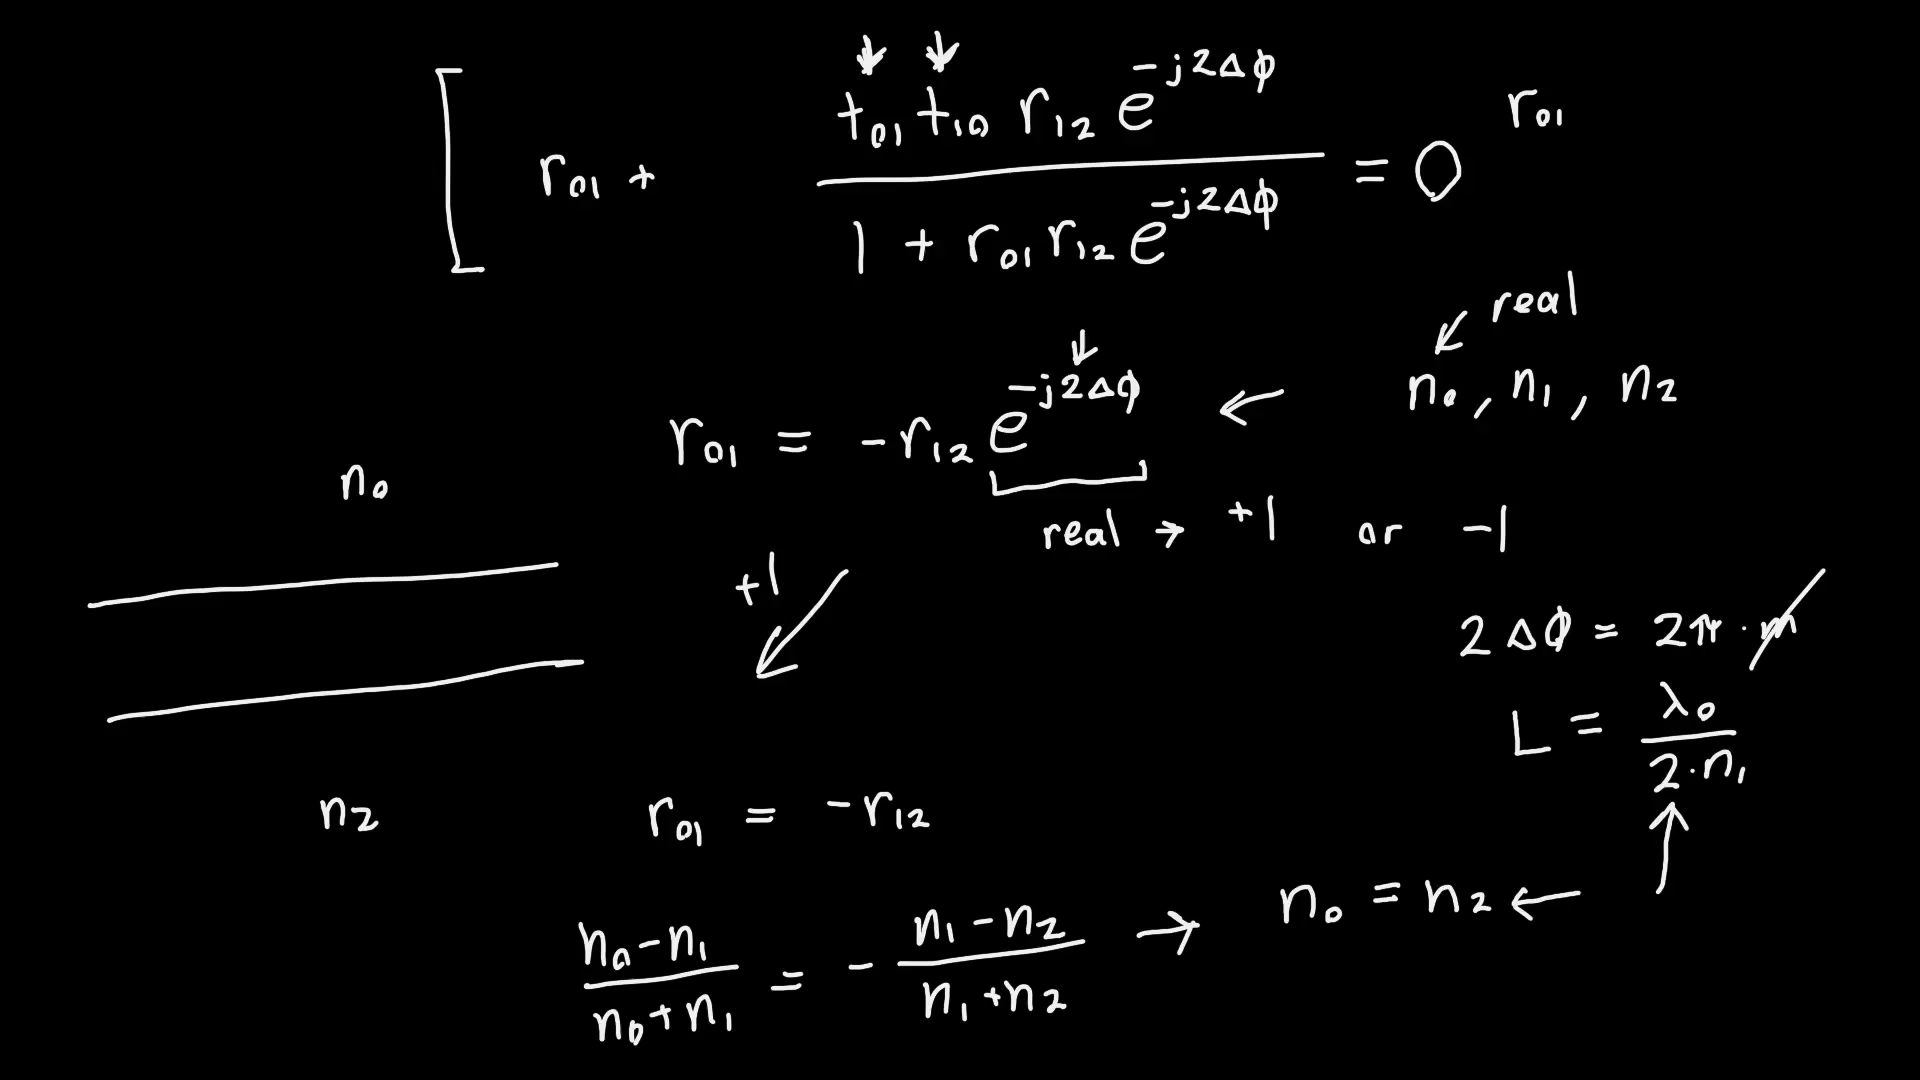 r₀₁ + (t₀₁ t₁₀ r₁₂ e^(-j2Δϕ)) / (1 + r₀₁ r₁₂ e^(-j2Δϕ)) = 0
r₀₁
real
n₀, n₁, n₂
r₀₁ = -r₁₂ e^(-j2Δϕ)
real → +1 or -1
n₀
n₂
+1
2Δϕ = 2π · m
L = λ₀ / (2·n₁)
r₀₁ = -r₁₂
(n₀ - n₁) / (n₀ + n₁) = - (n₁ - n₂) / (n₁ + n₂) → n₀ = n₂ ←